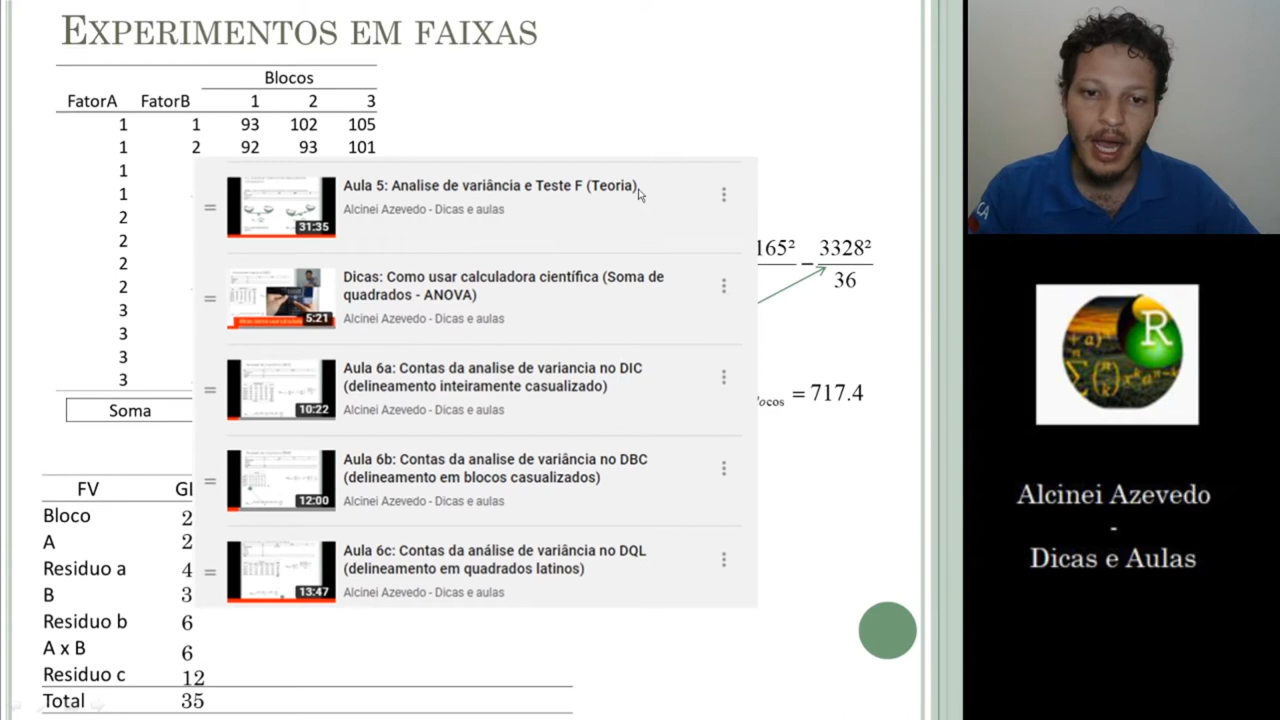 EXPERIMENTOS EM FAIXAS
Blocos
FatorA FatorB 1 2 3
1 1 93 102 105
1 2 92 93 101
1
1
2
2
2
2
3
3
3
3
Soma
Aula 5: Analise de variância e Teste F (Teoria)
Alcinei Azevedo - Dicas e aulas
31:35
Dicas: Como usar calculadora científica (Soma de
quadrados - ANOVA)
Alcinei Azevedo - Dicas e aulas
5:21
Aula 6a: Contas da analise de variancia no DIC
(delineamento inteiramente casualizado)
Alcinei Azevedo - Dicas e aulas
10:22
Aula 6b: Contas da analise de variância no DBC
(delineamento em blocos casualizados)
Alcinei Azevedo - Dicas e aulas
12:00
Aula 6c: Contas da análise de variância no DQL
(delineamento em quadrados latinos)
Alcinei Azevedo - Dicas e aulas
13:47
165² − 3328²
36
locos = 717.4
FV Gl
Bloco 2
A 2
Residuo a 4
B 3
Residuo b 6
A x B 6
Residuo c 12
Total 35
R
Alcinei Azevedo
-
Dicas e Aulas